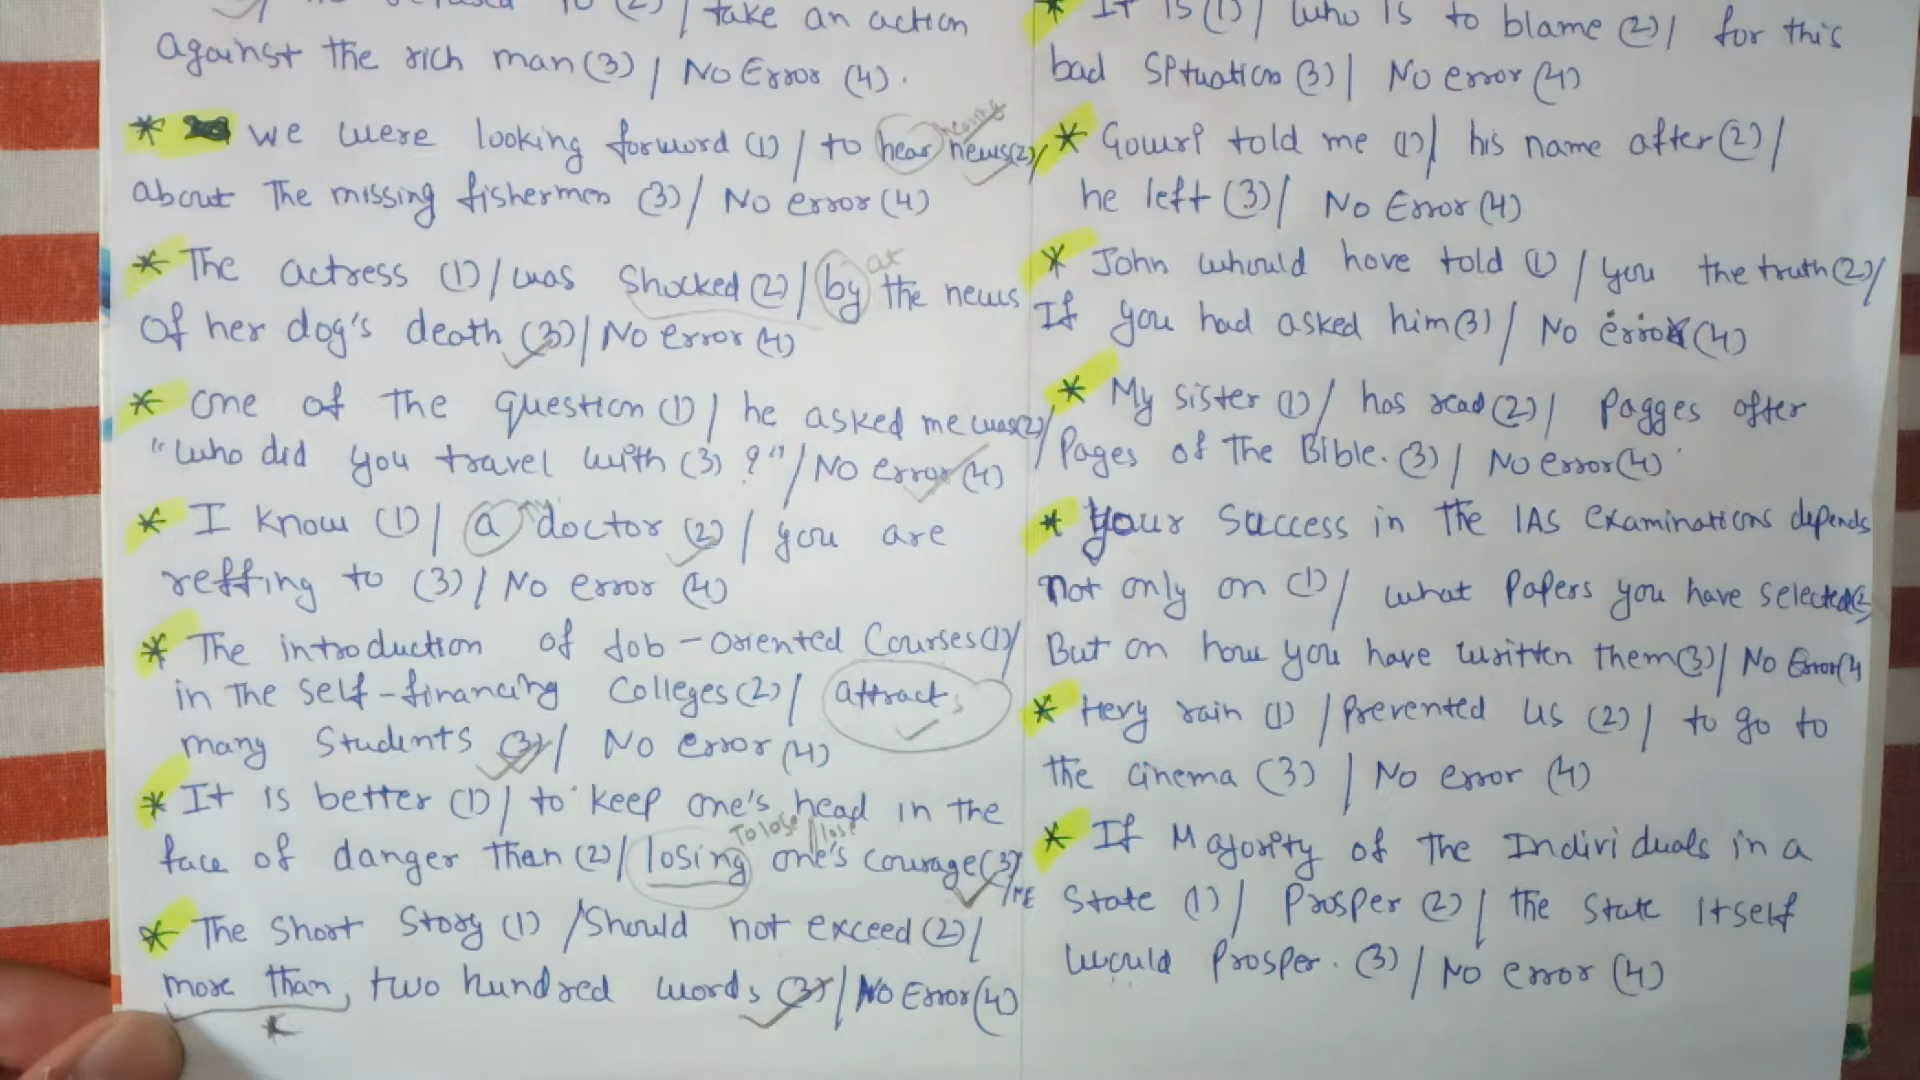 to (2) / take an action
against the rich man (3) / No Error (4).
* we were looking forword (1) / to hear news (2) /
hearing
about The missing fishermen (3) / No error (4)
* The actress (1) / was Shocked (2) / by the news
at
of her dog's death (3) / No error (4)
* One of the question (1) / he asked me was (2) /
"Who did you travel with (3) ?" / No error (4)
* I know (1) / a doctor (2) / you are
reffing to (3) / No error (4)
* The introduction of Job-Oriented Courses (1) /
in The self-financing Colleges (2) / attracts
many Students (3) / No error (4)
* It is better (1) / to keep one's head in the
To lose / lose
face of danger than (2) / losing one's courage (3) / NE
* The Short Story (1) / Should not exceed (2) /
more than two hundred words (3) / No Error (4)
* It is (1) / who is to blame (2) / for this
bad Situation (3) / No error (4)
* Gowri told me (1) / his name after (2) /
he left (3) / No Error (4)
* John whould have told (1) / you the truth (2) /
If you had asked him (3) / No error (4)
* My sister (1) / has read (2) / Pagges after
Pages of The Bible. (3) / No error (4)
* Your Success in The IAS examinations depends
not only on (1) / what Papers you have selected (2)
But on how you have written them (3) / No Error (4
* Hevy rain (1) / Prevented us (2) / to go to
the cinema (3) / No error (4)
* If Majority of The Individuals in a
State (1) / Prosper (2) / the State Itself
would Prosper. (3) / No error (4)